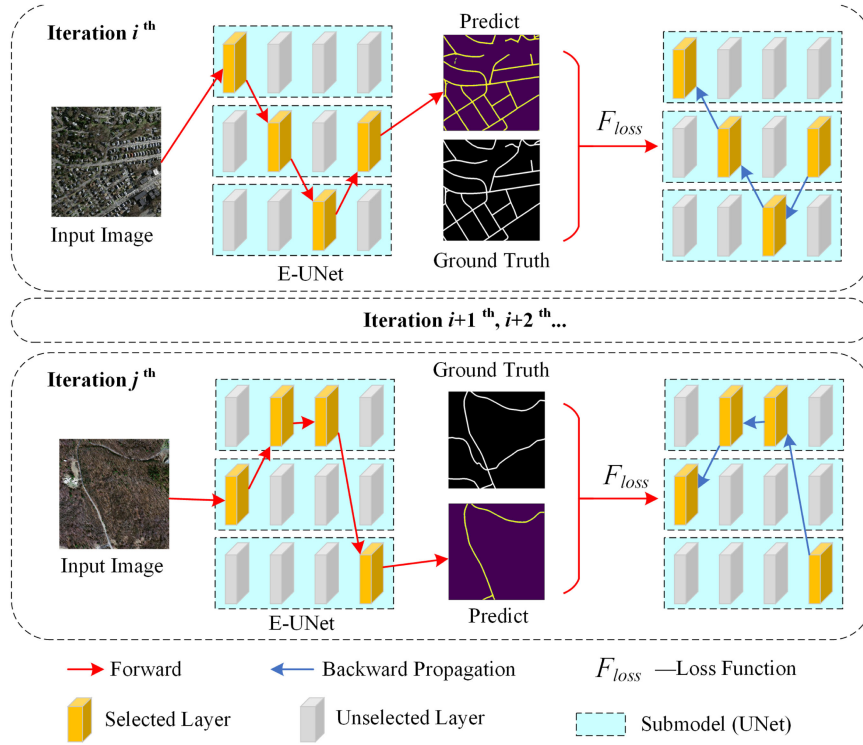 Iteration i th
Predict
F_loss
Input Image
E-UNet
Ground Truth
Iteration i+1 th, i+2 th...
Iteration j th
Ground Truth
F_loss
Input Image
E-UNet
Predict
Forward
Backward Propagation
F_loss —Loss Function
Selected Layer
Unselected Layer
Submodel (UNet)